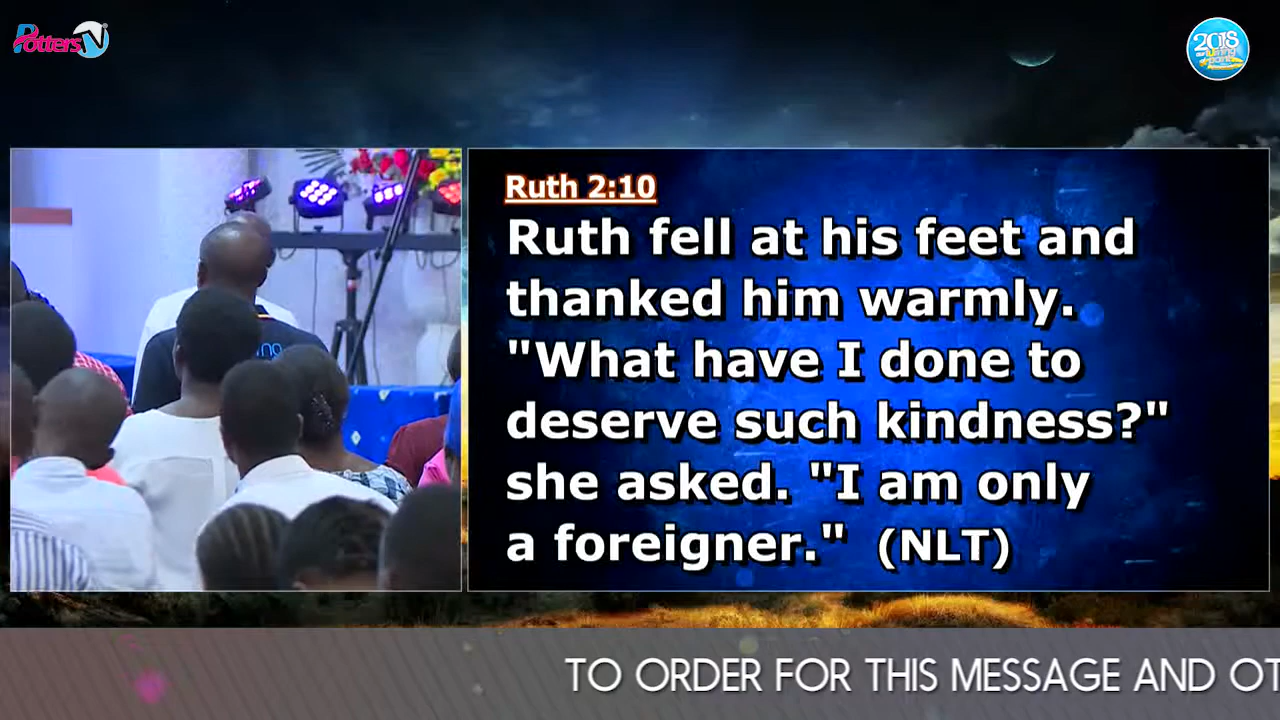 PottersTV
2018
Ruth 2:10
Ruth fell at his feet and
thanked him warmly.
"What have I done to
deserve such kindness?"
she asked. "I am only
a foreigner." (NLT)
TO ORDER FOR THIS MESSAGE AND OT